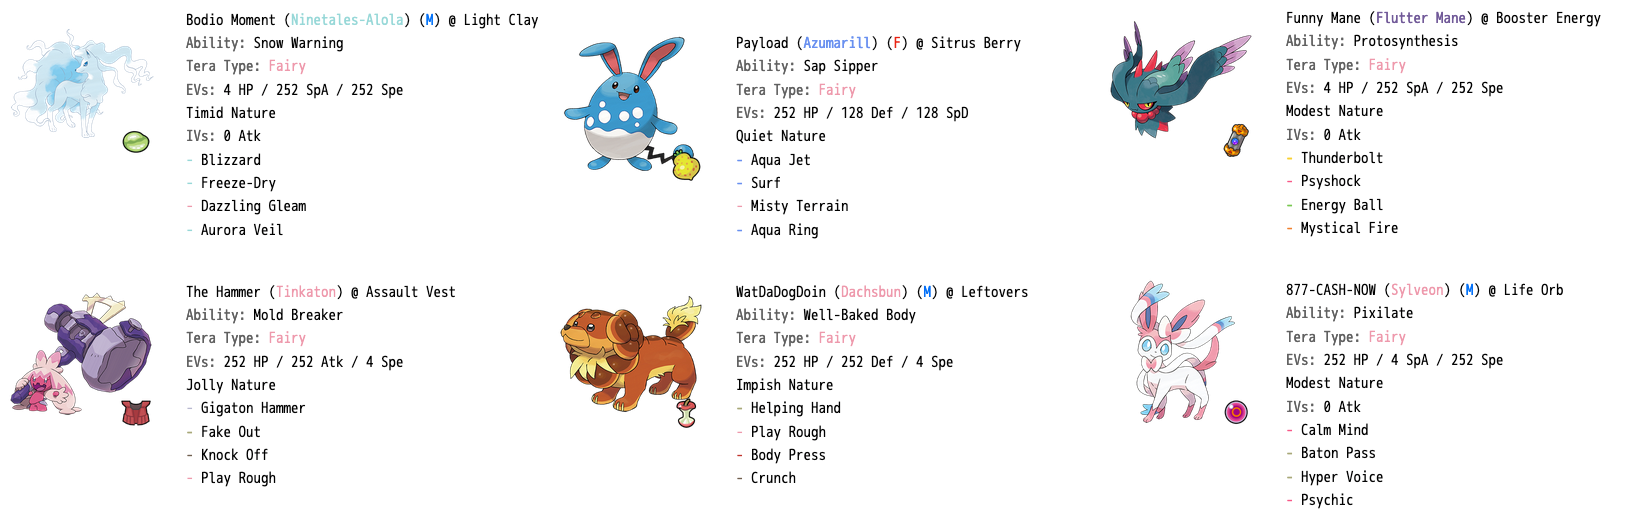 Bodio Moment (Ninetales-Alola) (M) @ Light Clay
Ability: Snow Warning
Tera Type: Fairy
EVs: 4 HP / 252 SpA / 252 Spe
Timid Nature
IVs: 0 Atk
- Blizzard
- Freeze-Dry
- Dazzling Gleam
- Aurora Veil
Payload (Azumarill) (F) @ Sitrus Berry
Ability: Sap Sipper
Tera Type: Fairy
EVs: 252 HP / 128 Def / 128 SpD
Quiet Nature
- Aqua Jet
- Surf
- Misty Terrain
- Aqua Ring
Funny Mane (Flutter Mane) @ Booster Energy
Ability: Protosynthesis
Tera Type: Fairy
EVs: 4 HP / 252 SpA / 252 Spe
Modest Nature
IVs: 0 Atk
- Thunderbolt
- Psyshock
- Energy Ball
- Mystical Fire
The Hammer (Tinkaton) @ Assault Vest
Ability: Mold Breaker
Tera Type: Fairy
EVs: 252 HP / 252 Atk / 4 Spe
Jolly Nature
- Gigaton Hammer
- Fake Out
- Knock Off
- Play Rough
WatDaDogDoin (Dachsbun) (M) @ Leftovers
Ability: Well-Baked Body
Tera Type: Fairy
EVs: 252 HP / 252 Def / 4 Spe
Impish Nature
- Helping Hand
- Play Rough
- Body Press
- Crunch
877-CASH-NOW (Sylveon) (M) @ Life Orb
Ability: Pixilate
Tera Type: Fairy
EVs: 252 HP / 4 SpA / 252 Spe
Modest Nature
IVs: 0 Atk
- Calm Mind
- Baton Pass
- Hyper Voice
- Psychic